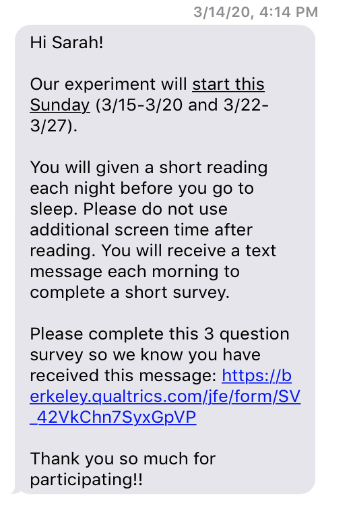 3/14/20, 4:14 PM
Hi Sarah!
Our experiment will start this
Sunday (3/15-3/20 and 3/22-
3/27).
You will given a short reading
each night before you go to
sleep. Please do not use
additional screen time after
reading. You will receive a text
message each morning to
complete a short survey.
Please complete this 3 question
survey so we know you have
received this message: https://b
erkeley.qualtrics.com/jfe/form/SV
_42VkChn7SyxGpVP
Thank you so much for
participating!!